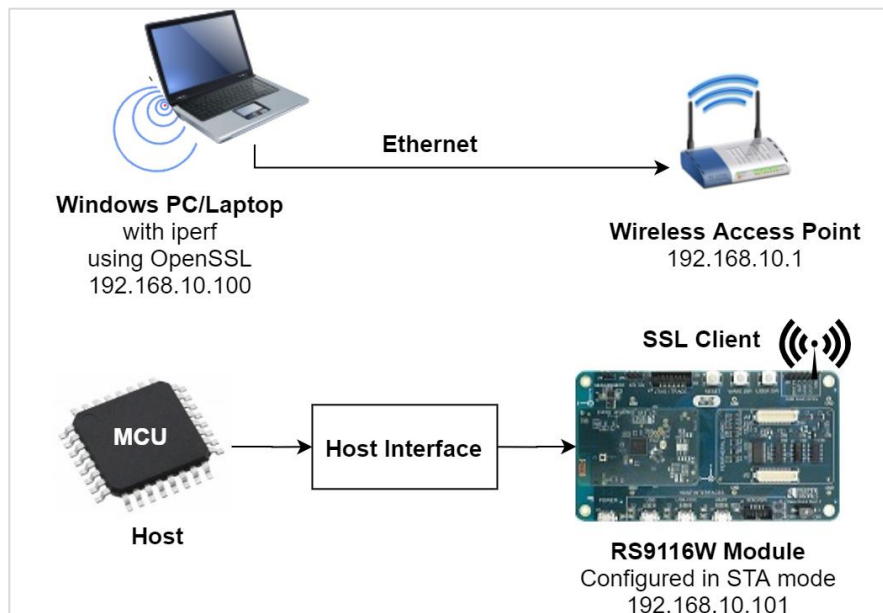 Ethernet
Windows PC/Laptop
with iperf
using OpenSSL
192.168.10.100
Wireless Access Point
192.168.10.1
SSL Client
MCU
Host Interface
Host
RS9116W Module
Configured in STA mode
192.168.10.101